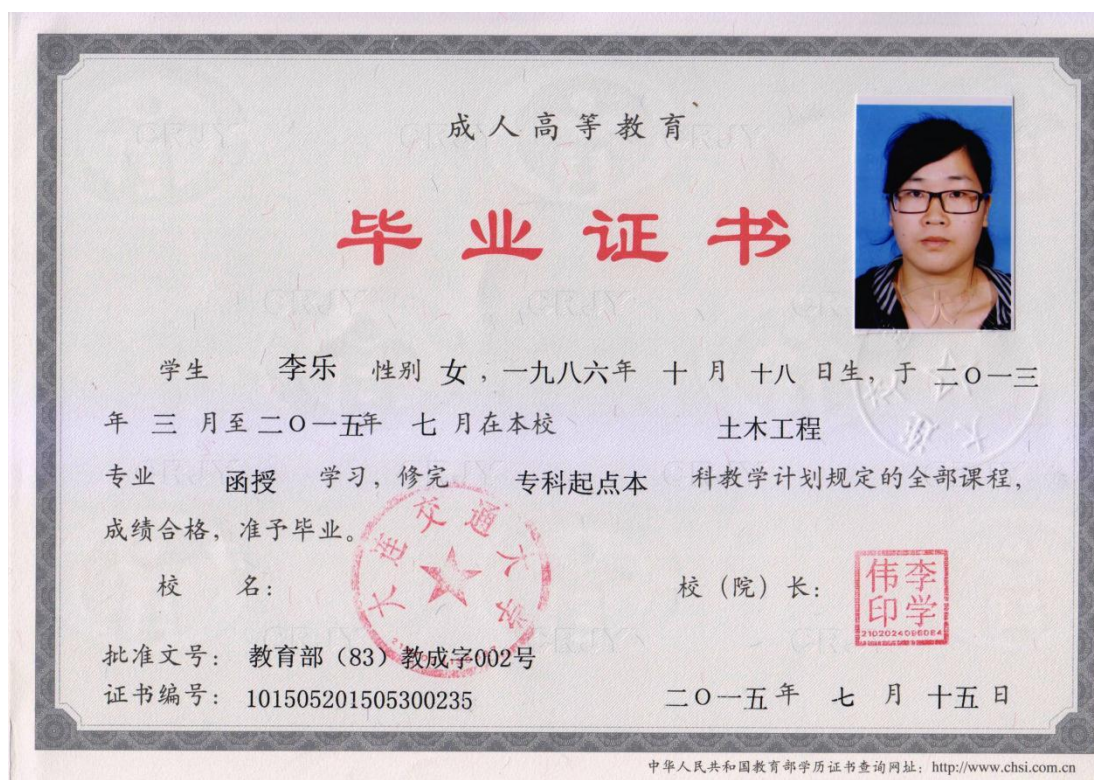 成人高等教育
毕业证书
学生 李乐 性别 女，一九八六年 十 月 十八 日生，于 二〇一三
年 三 月至 二〇一五年 七 月在本校 土木工程
专业 函授 学习，修完 专科起点本 科教学计划规定的全部课程，
成绩合格，准予毕业。
大连交通大学
校 名：
校（院）长：
李学伟印
2102024096084
批准文号： 教育部（83）教成字002号
证书编号： 101505201505300235
二〇一五年 七 月 十五 日
中华人民共和国教育部学历证书查询网址：http://www.chsi.com.cn